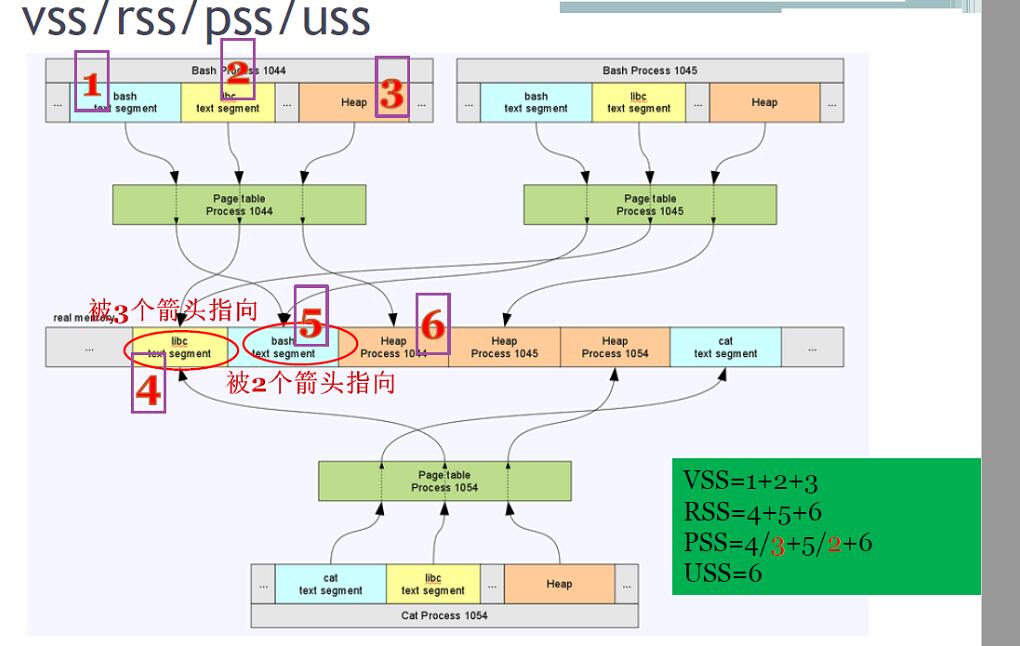 vss/rss/pss/uss
Bash Process 1044
Bash Process 1045
1
2
3
...
bash
text segment
libc
text segment
...
Heap
...
...
bash
text segment
libc
text segment
...
Heap
...
Page table
Process 1044
Page table
Process 1045
被3个箭头指向
real memory
5
6
...
libc
text segment
bash
text segment
Heap
Process 1044
Heap
Process 1045
Heap
Process 1054
cat
text segment
...
4
被2个箭头指向
Page table
Process 1054
VSS=1+2+3
RSS=4+5+6
PSS=4/3+5/2+6
USS=6
...
cat
text segment
libc
text segment
...
Heap
...
Cat Process 1054